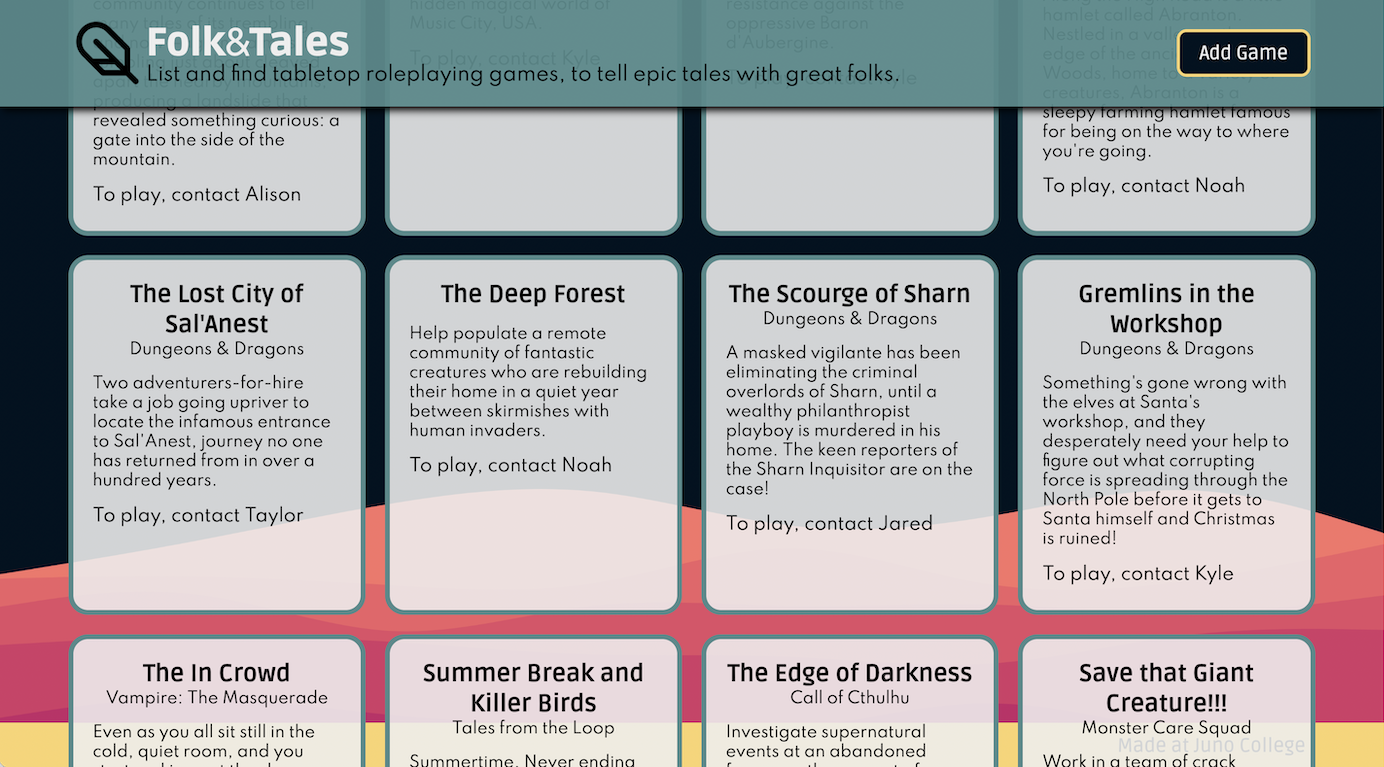 community continues to tell
many tales of its trembling
apart the nearby mountains,
producing a landslide that
revealed something curious: a
gate into the side of the
mountain.
To play, contact Alison
hidden magical world of
Music City, USA.
To play, contact Kyle
resistance against the
oppressive Baron
d'Aubergine.
hamlet called Abranton.
Nestled in a
edge of the
Woods, home to
creatures, Abranton is a
sleepy farming hamlet famous
for being on the way to where
you're going.
To play, contact Noah
Folk&Tales
List and find tabletop roleplaying games, to tell epic tales with great folks.
Add Game
The Lost City of
Sal'Anest
Dungeons & Dragons
Two adventurers-for-hire
take a job going upriver to
locate the infamous entrance
to Sal'Anest, journey no one
has returned from in over a
hundred years.
To play, contact Taylor
The Deep Forest
Help populate a remote
community of fantastic
creatures who are rebuilding
their home in a quiet year
between skirmishes with
human invaders.
To play, contact Noah
The Scourge of Sharn
Dungeons & Dragons
A masked vigilante has been
eliminating the criminal
overlords of Sharn, until a
wealthy philanthropist
playboy is murdered in his
home. The keen reporters of
the Sharn Inquisitor are on the
case!
To play, contact Jared
Gremlins in the
Workshop
Dungeons & Dragons
Something's gone wrong with
the elves at Santa's
workshop, and they
desperately need your help to
figure out what corrupting
force is spreading through the
North Pole before it gets to
Santa himself and Christmas
is ruined!
To play, contact Kyle
The In Crowd
Vampire: The Masquerade
Even as you all sit still in the
cold, quiet room, and you
Summer Break and
Killer Birds
Tales from the Loop
Summertime. Never ending
The Edge of Darkness
Call of Cthulhu
Investigate supernatural
events at an abandoned
Save that Giant
Creature!!!
Monster Care Squad
Work in a team of crack
Made at Juno College